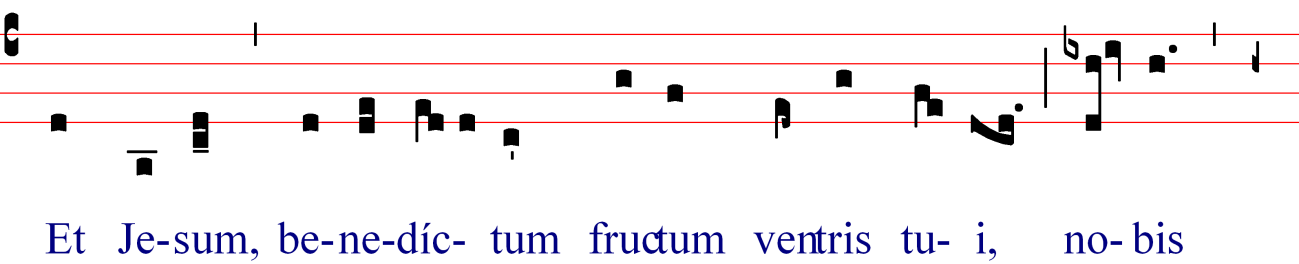 Et Je-sum, be-ne-díc- tum fructum ventris tu- i, no- bis